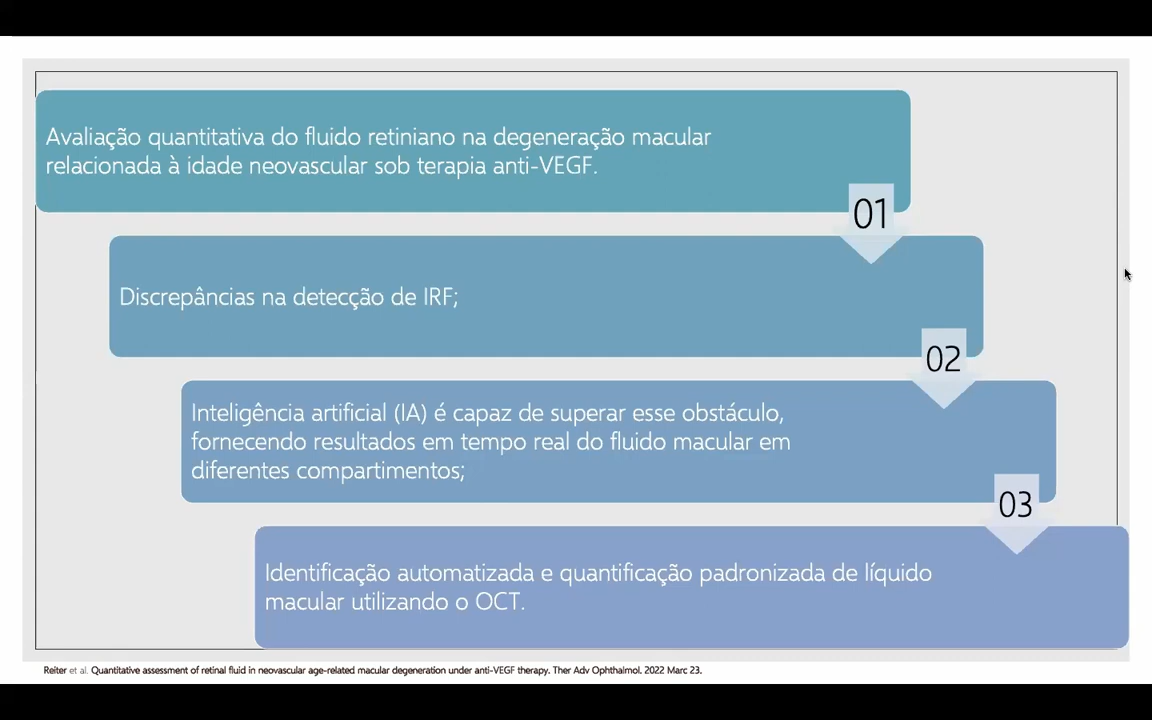 Avaliação quantitativa do fluido retiniano na degeneração macular
relacionada à idade neovascular sob terapia anti-VEGF.
01
Discrepâncias na detecção de IRF;
02
Inteligência artificial (IA) é capaz de superar esse obstáculo,
fornecendo resultados em tempo real do fluido macular em
diferentes compartimentos;
03
Identificação automatizada e quantificação padronizada de líquido
macular utilizando o OCT.
Reiter et al. Quantitative assessment of retinal fluid in neovascular age-related macular degeneration under anti-VEGF therapy. Ther Adv Ophthalmol. 2022 Marc 23.